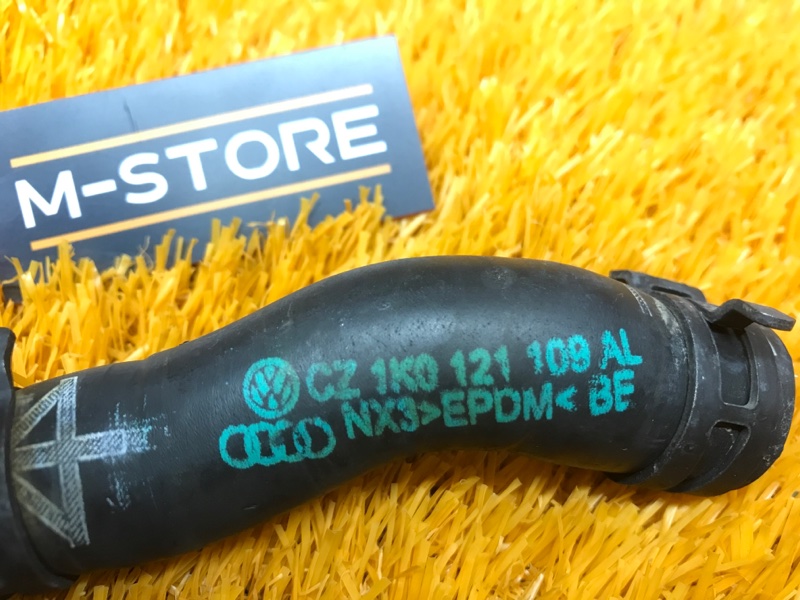 M-STORE
CZ 1K0 121 109 AL
NX3>EPDM< BE